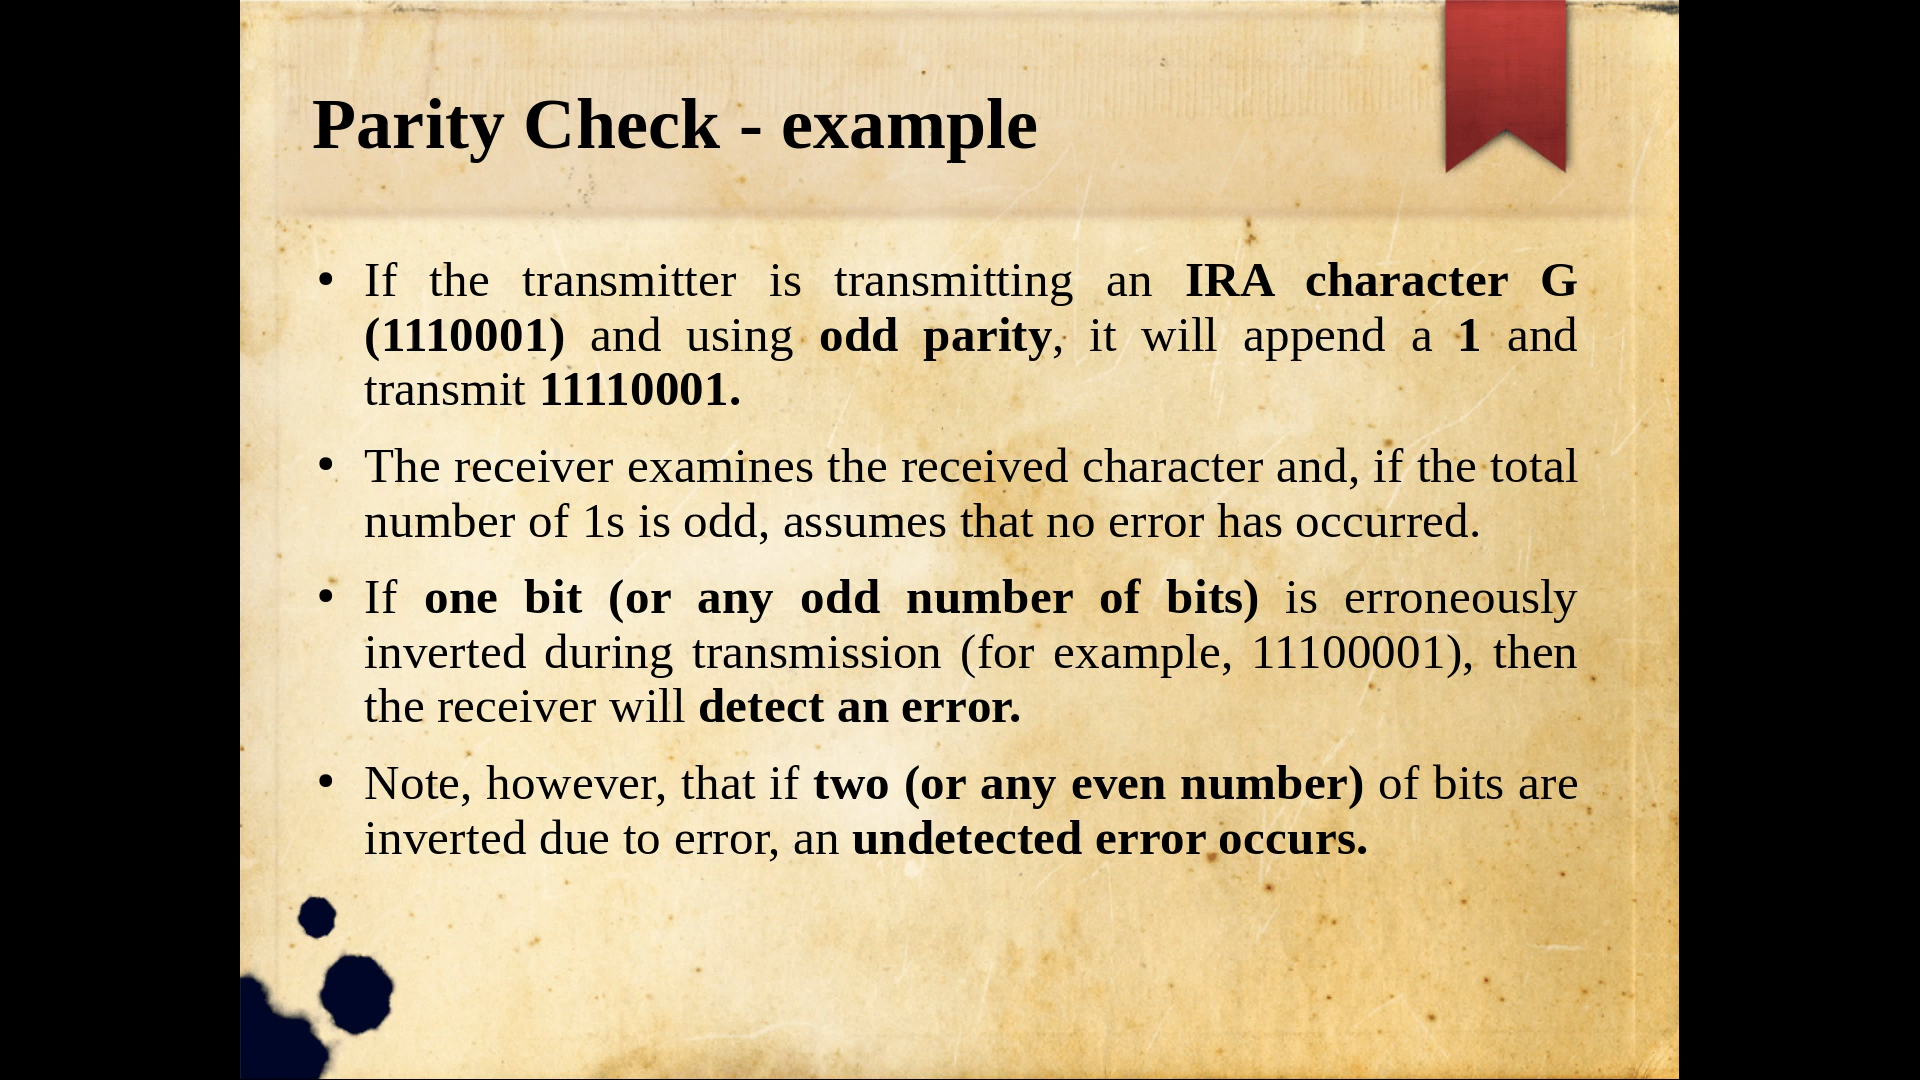 Parity Check - example
• If the transmitter is transmitting an IRA character G
(1110001) and using odd parity, it will append a 1 and
transmit 11110001.
• The receiver examines the received character and, if the total
number of 1s is odd, assumes that no error has occurred.
• If one bit (or any odd number of bits) is erroneously
inverted during transmission (for example, 11100001), then
the receiver will detect an error.
• Note, however, that if two (or any even number) of bits are
inverted due to error, an undetected error occurs.